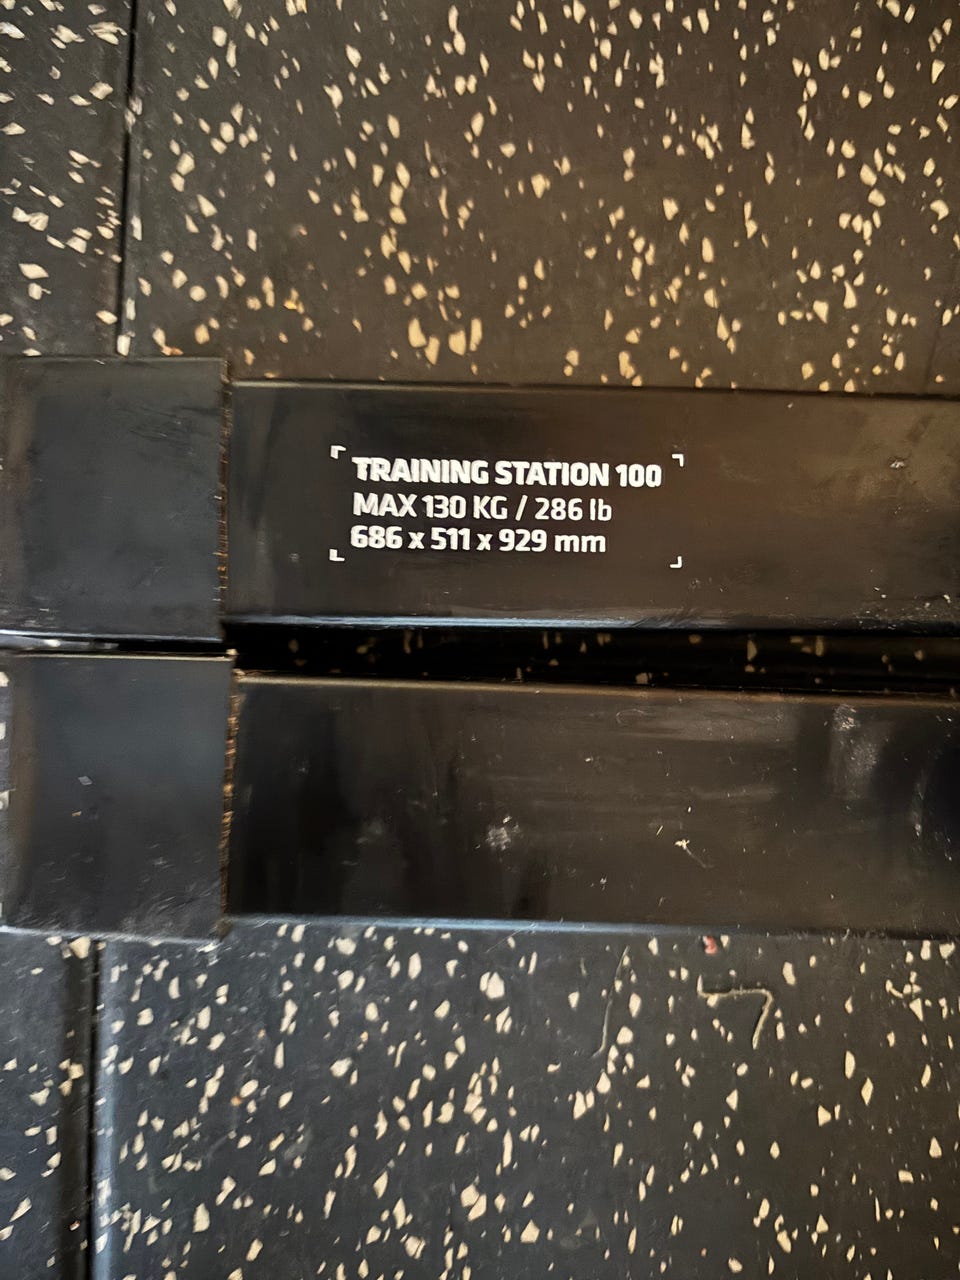 TRAINING STATION 100
MAX 130 KG / 286 lb
686 x 511 x 929 mm